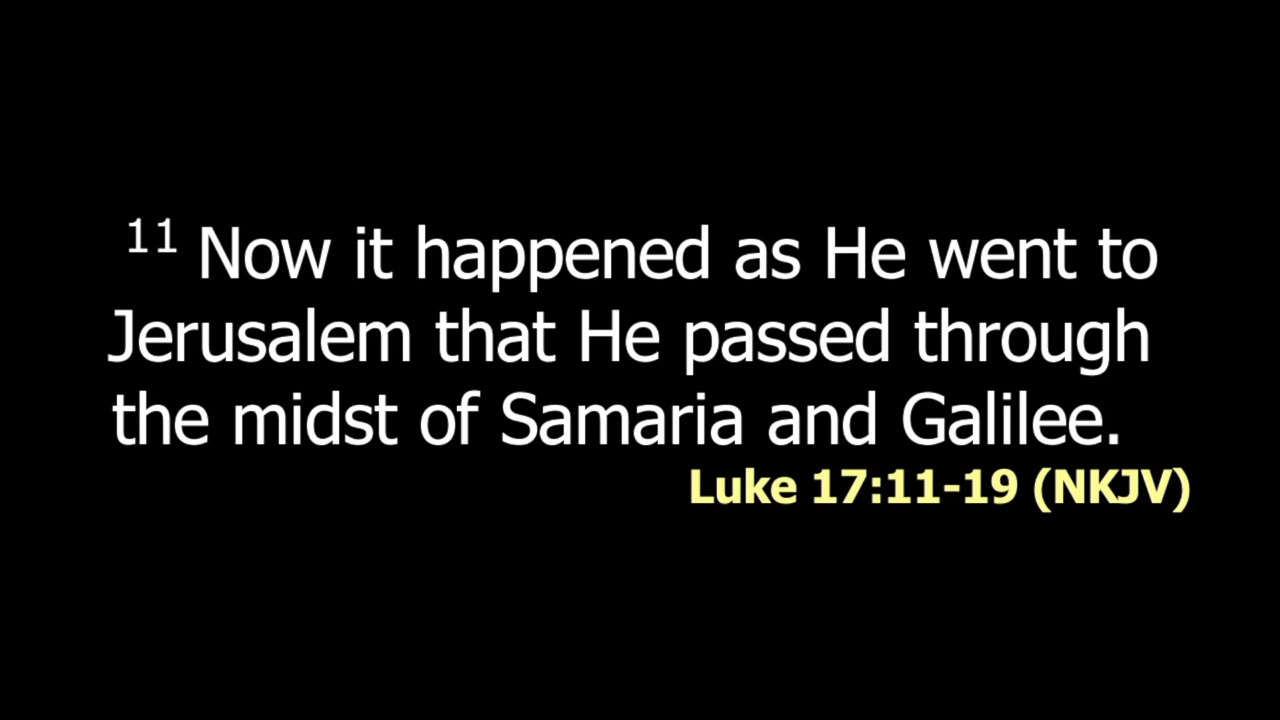 11 Now it happened as He went to
Jerusalem that He passed through
the midst of Samaria and Galilee.
Luke 17:11-19 (NKJV)